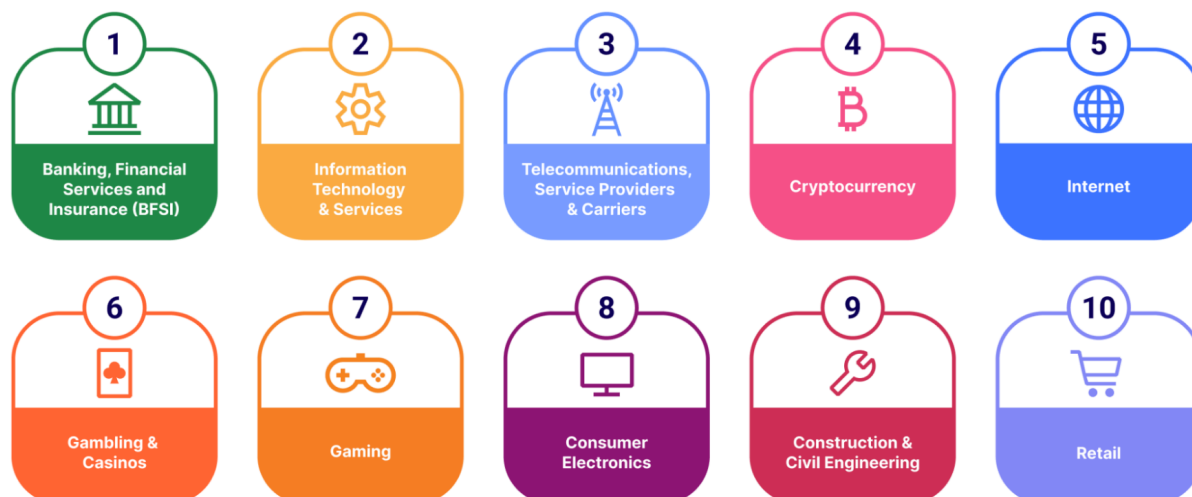 1
Banking, Financial
Services and
Insurance (BFSI)
2
Information
Technology
& Services
3
Telecommunications,
Service Providers
& Carriers
4
Cryptocurrency
5
Internet
6
Gambling &
Casinos
7
Gaming
8
Consumer
Electronics
9
Construction &
Civil Engineering
10
Retail